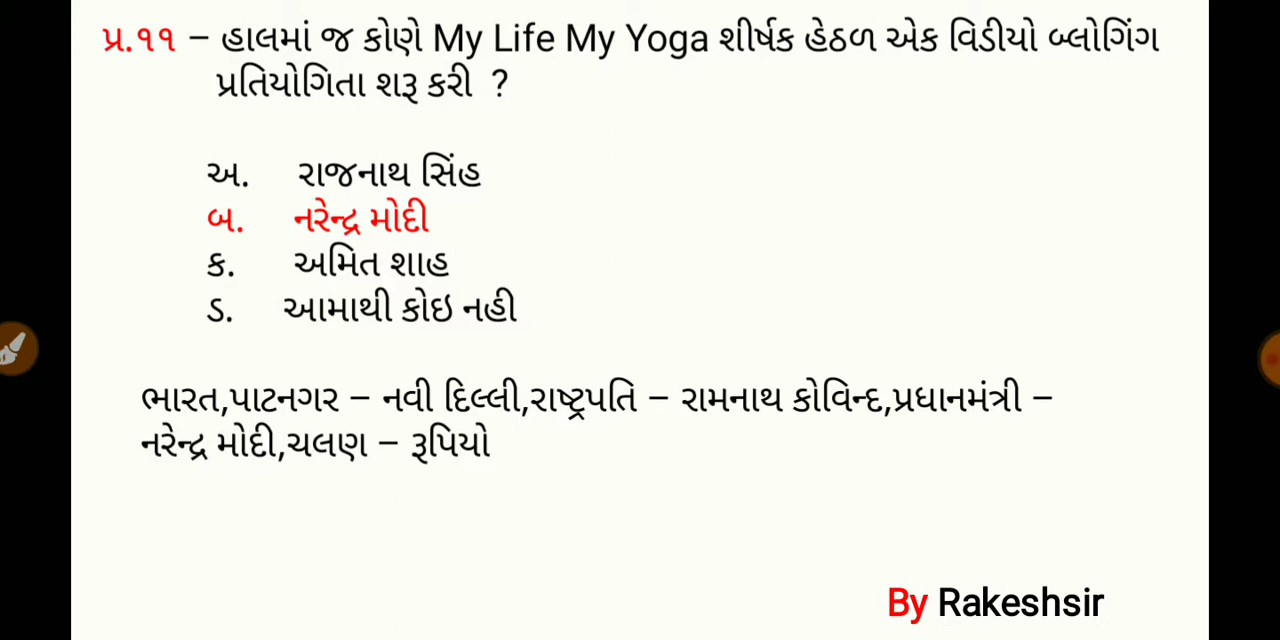 પ્ર.૧૧ – હાલમાં જ કોણે My Life My Yoga શીર્ષક હેઠળ એક વિડીયો બ્લોગિંગ
પ્રતિયોગિતા શરૂ કરી ?
અ. રાજનાથ સિંહ
બ. નરેન્દ્ર મોદી
ક. અમિત શાહ
ડ. આમાથી કોઇ નહી
ભારત,પાટનગર – નવી દિલ્લી,રાષ્ટ્રપતિ – રામનાથ કોવિન્દ,પ્રધાનમંત્રી –
નરેન્દ્ર મોદી,ચલણ – રૂપિયો
By Rakeshsir